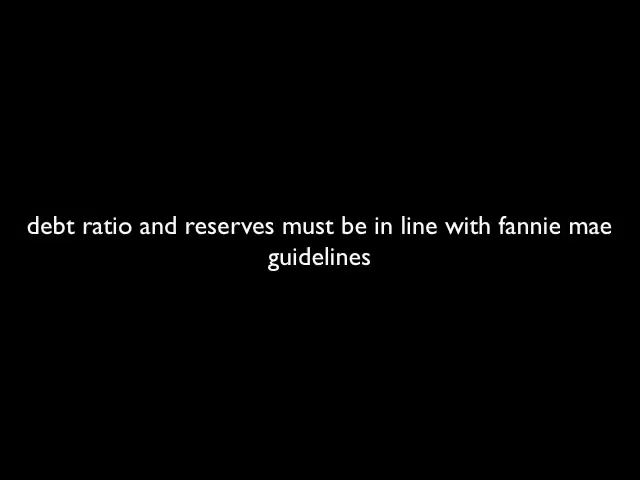 debt ratio and reserves must be in line with fannie mae
guidelines